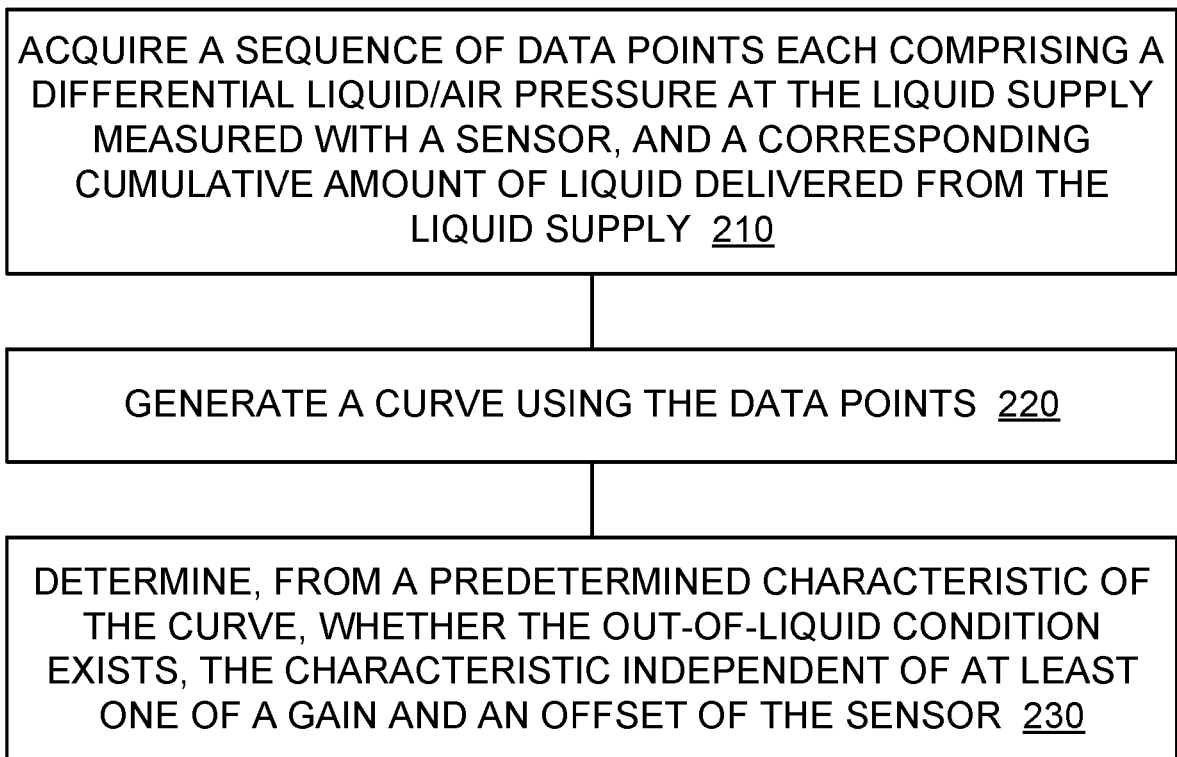 ACQUIRE A SEQUENCE OF DATA POINTS EACH COMPRISING A
DIFFERENTIAL LIQUID/AIR PRESSURE AT THE LIQUID SUPPLY
MEASURED WITH A SENSOR, AND A CORRESPONDING
CUMULATIVE AMOUNT OF LIQUID DELIVERED FROM THE
LIQUID SUPPLY 210
GENERATE A CURVE USING THE DATA POINTS 220
DETERMINE, FROM A PREDETERMINED CHARACTERISTIC OF
THE CURVE, WHETHER THE OUT-OF-LIQUID CONDITION
EXISTS, THE CHARACTERISTIC INDEPENDENT OF AT LEAST
ONE OF A GAIN AND AN OFFSET OF THE SENSOR 230